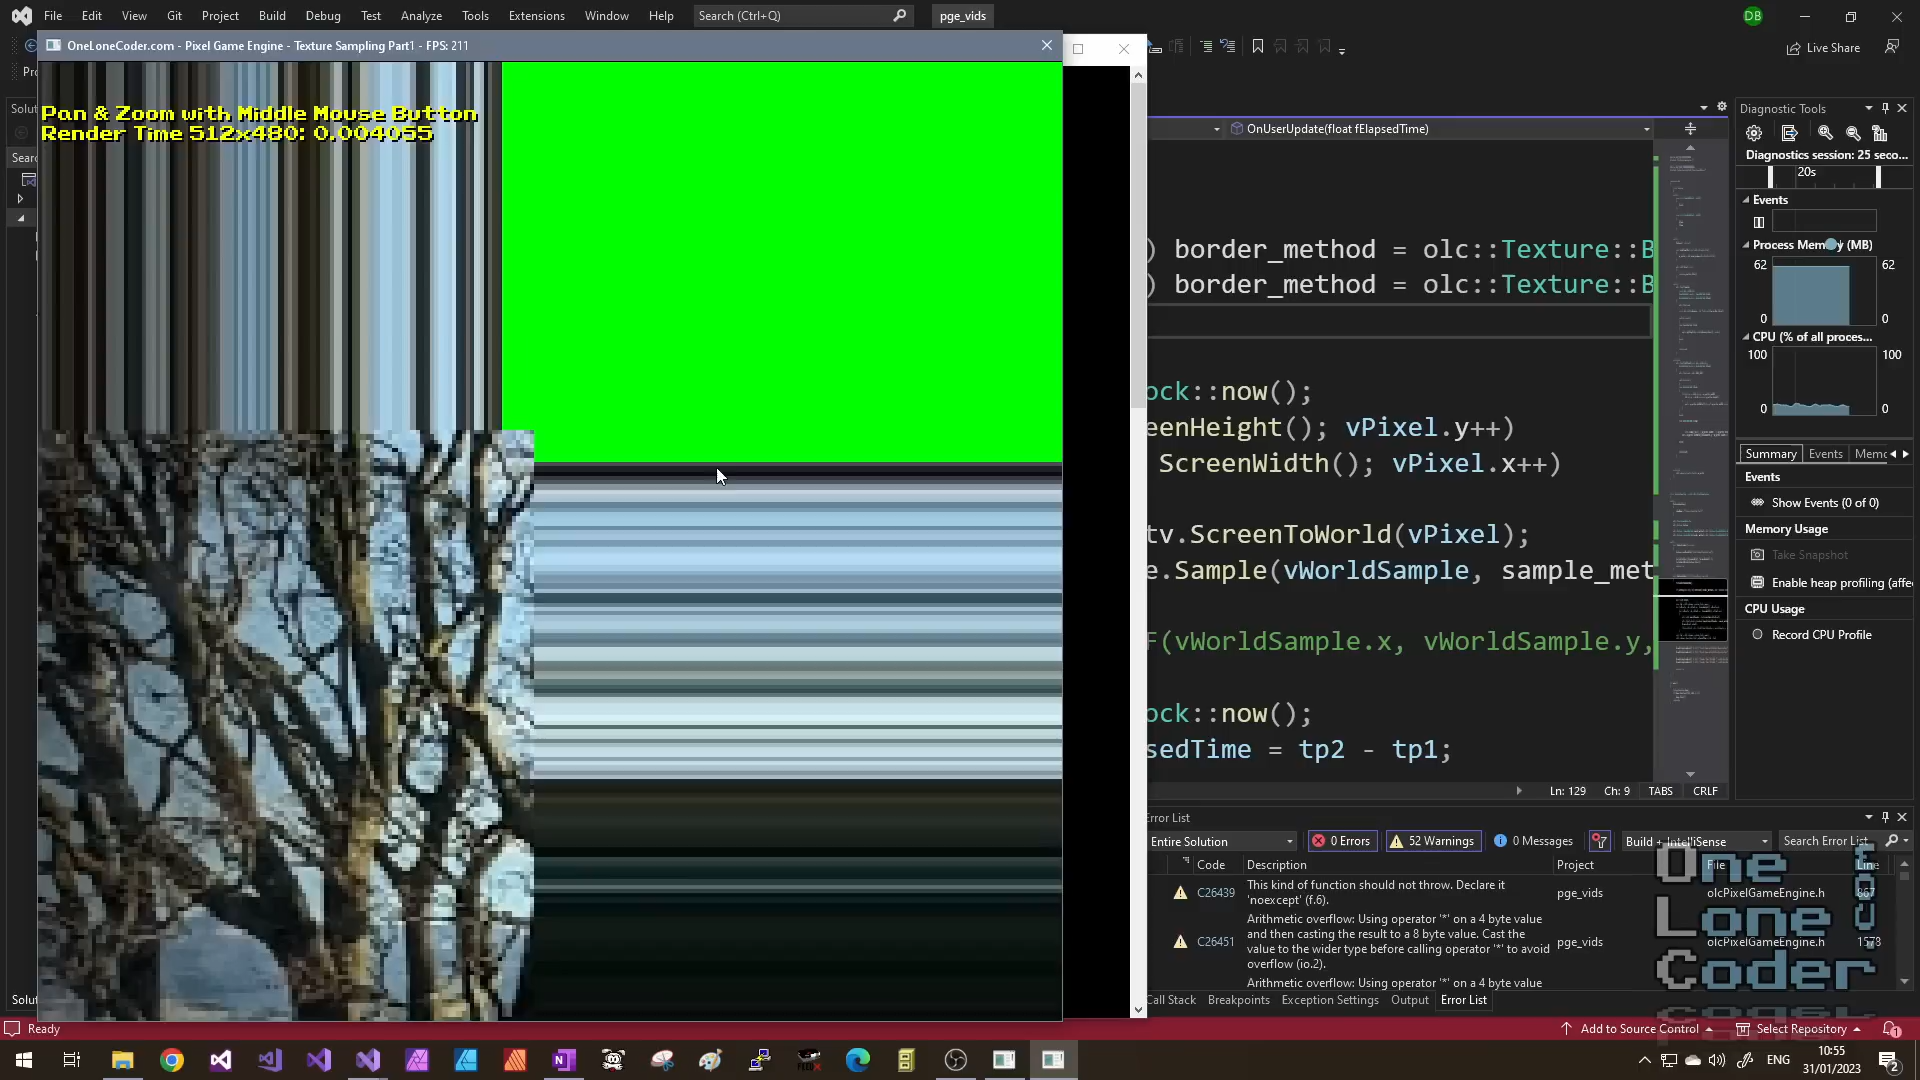 File Edit View Git Project Build Debug Test Analyze Tools Extensions Window Help Search (Ctrl+Q) pge_vids DB
OneLoneCoder.com - Pixel Game Engine - Texture Sampling Part1 - FPS: 211
Live Share
Pan & Zoom with Middle Mouse Button
Render Time 512x480: 0.004055
OnUserUpdate(float fElapsedTime)
) border_method = olc::Texture::B
) border_method = olc::Texture::B
ock::now();
eenHeight(); vPixel.y++)
ScreenWidth(); vPixel.x++)
tv.ScreenToWorld(vPixel);
e.Sample(vWorldSample, sample_met
F(vWorldSample.x, vWorldSample.y,
ock::now();
sedTime = tp2 - tp1;
Ln: 129 Ch: 9 TABS CRLF
Diagnostic Tools
Diagnostics session: 25 seco...
20s
Events
Process Memory (MB)
62 62
0 0
CPU (% of all proces...
100 100
0 0
Summary Events Memo
Events
Show Events (0 of 0)
Memory Usage
Take Snapshot
Enable heap profiling (affe
CPU Usage
Record CPU Profile
Error List
Entire Solution 0 Errors 52 Warnings 0 Messages Build + IntelliSense Search Error List
Code Description Project File Line
C26439 This kind of function should not throw. Declare it 'noexcept' (f.6). pge_vids olcPixelGameEngine.h 867
C26451 Arithmetic overflow: Using operator '*' on a 4 byte value and then casting the result to a 8 byte value. Cast the value to the wider type before calling operator '*' to avoid overflow (io.2). pge_vids olcPixelGameEngine.h 1578
Arithmetic overflow: Using operator '*' on a 4 byte value
Call Stack Breakpoints Exception Settings Output Error List
One
Lone
Coder
Ready
Add to Source Control Select Repository 1
ENG 10:55
31/01/2023 2